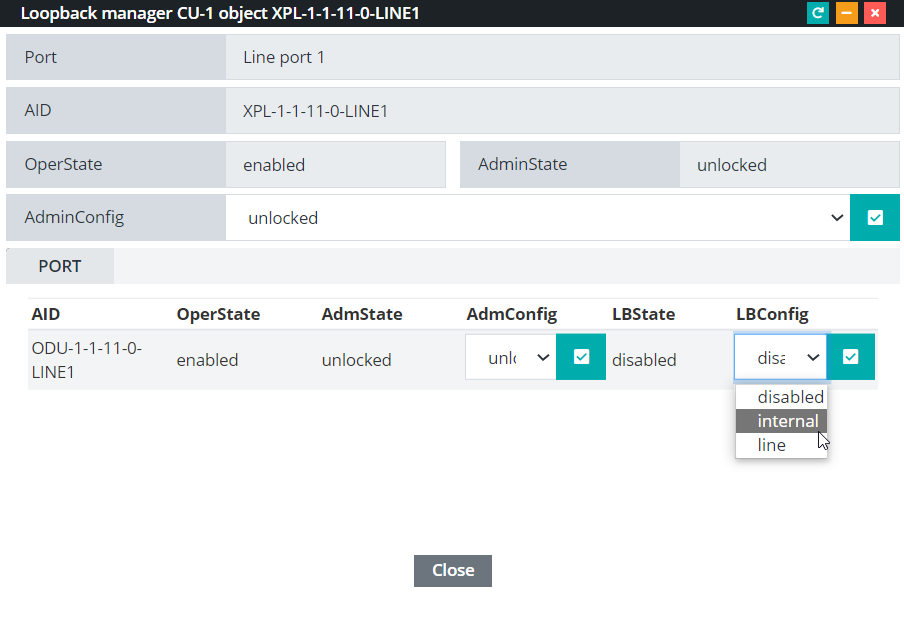 Loopback manager CU-1 object XPL-1-1-11-0-LINE1
Port Line port 1
AID XPL-1-1-11-0-LINE1
OperState enabled AdminState unlocked
AdminConfig unlocked
PORT
AID OperState AdmState AdmConfig LBState LBConfig
ODU-1-1-11-0-
LINE1
enabled unlocked unlo disabled disa
disabled
internal
line
Close